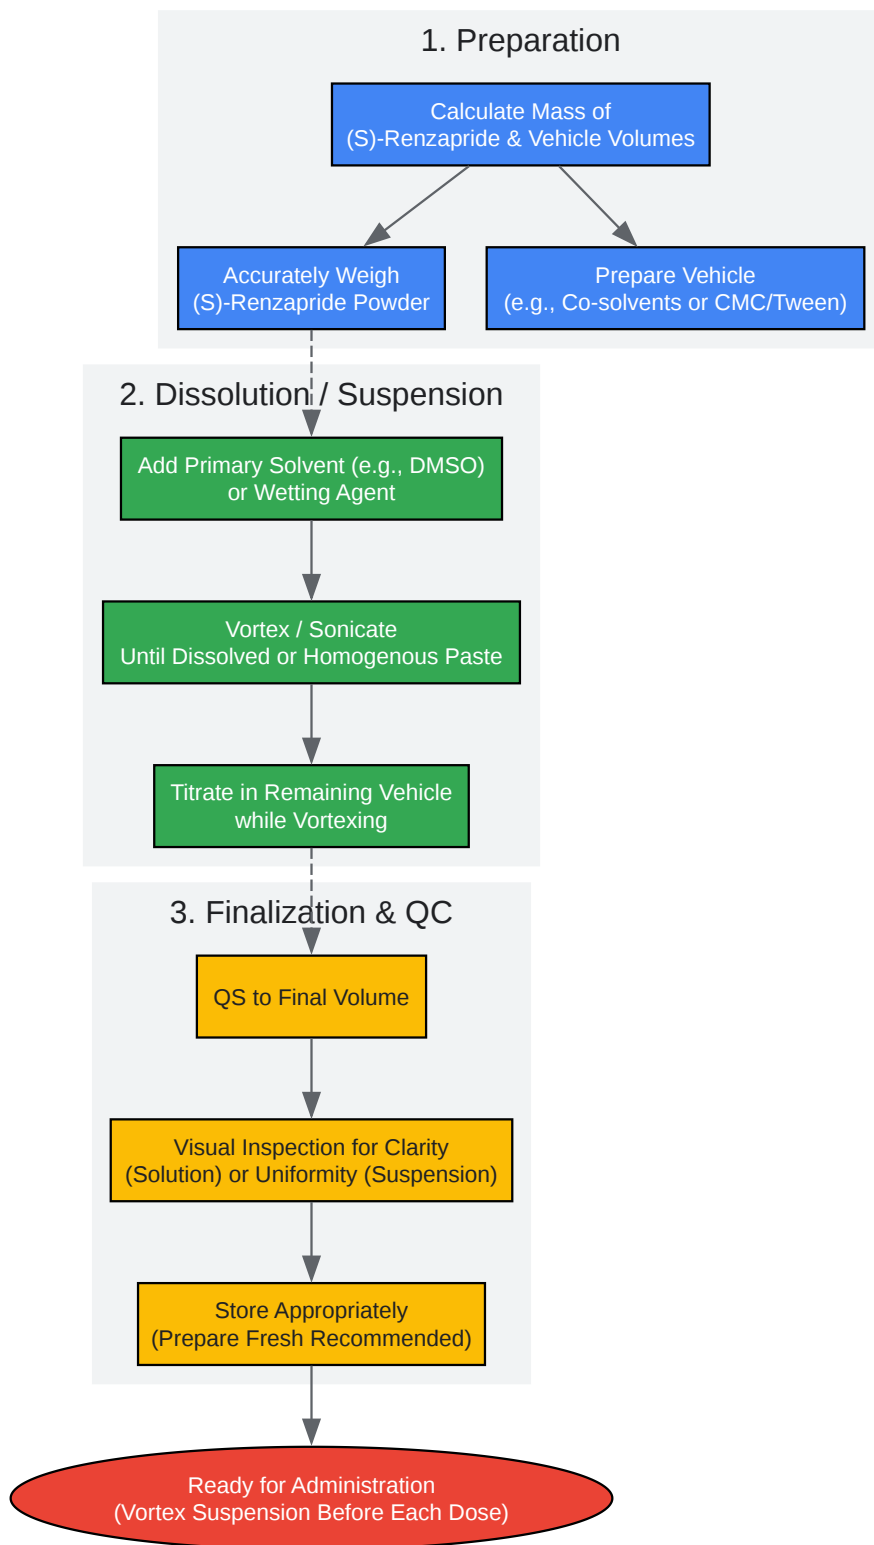 1. Preparation
Calculate Mass of
(S)-Renzapride & Vehicle Volumes
Accurately Weigh
(S)-Renzapride Powder
Prepare Vehicle
(e.g., Co-solvents or CMC/Tween)
2. Dissolution / Suspension
Add Primary Solvent (e.g., DMSO)
or Wetting Agent
Vortex / Sonicate
Until Dissolved or Homogenous Paste
Titrate in Remaining Vehicle
while Vortexing
3. Finalization & QC
QS to Final Volume
Visual Inspection for Clarity
(Solution) or Uniformity (Suspension)
Store Appropriately
(Prepare Fresh Recommended)
Ready for Administration
(Vortex Suspension Before Each Dose)